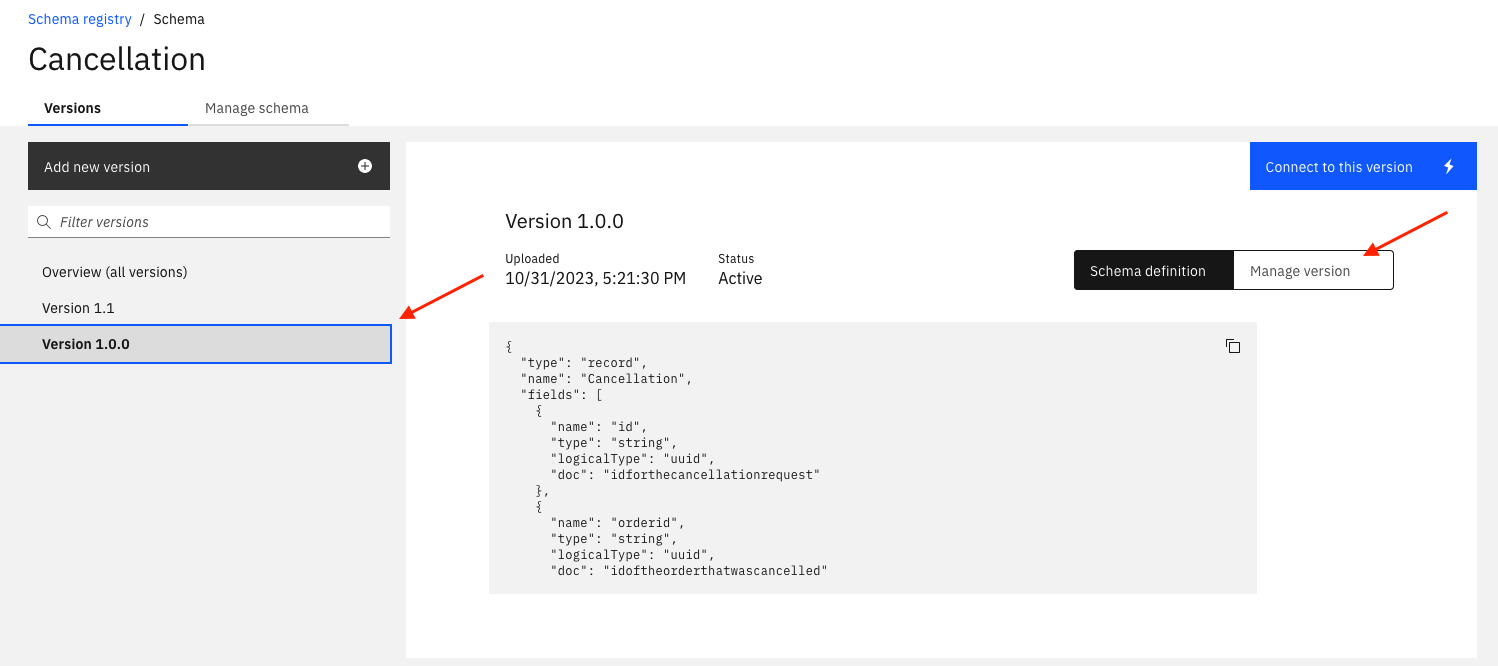 Schema registry / Schema
Cancellation
Versions
Manage schema
Add new version
Filter versions
Overview (all versions)
Version 1.1
Version 1.0.0
Connect to this version
Version 1.0.0
Uploaded
10/31/2023, 5:21:30 PM
Status
Active
Schema definition
Manage version
{
  "type": "record",
  "name": "Cancellation",
  "fields": [
    {
      "name": "id",
      "type": "string",
      "logicalType": "uuid",
      "doc": "idforthecancellationrequest"
    },
    {
      "name": "orderid",
      "type": "string",
      "logicalType": "uuid",
      "doc": "idoftheorderthatwascancelled"